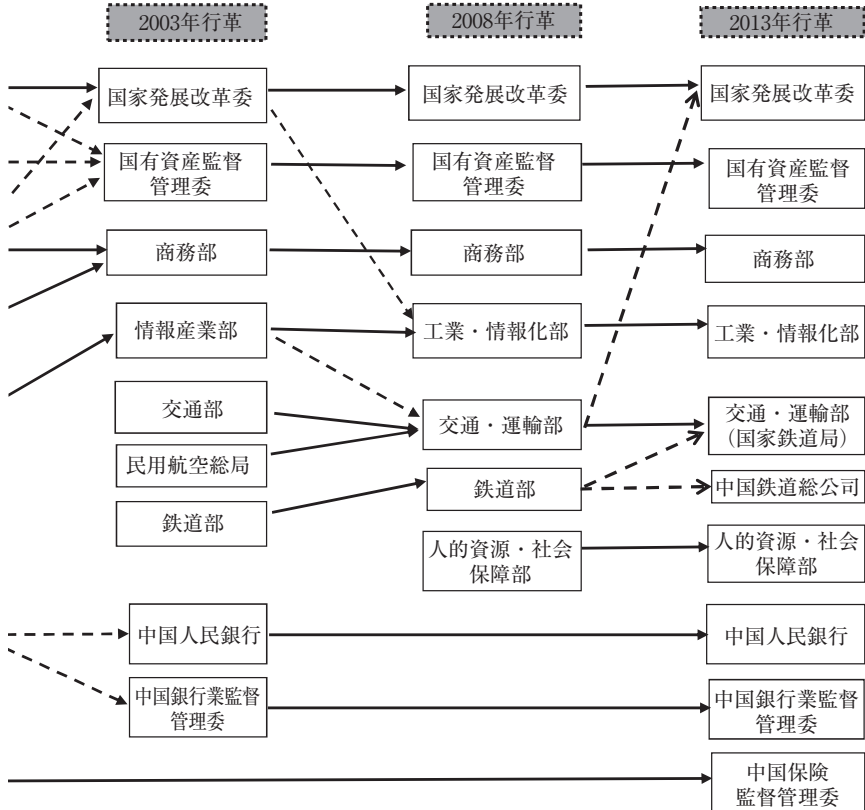 2003年行革
2008年行革
2013年行革
国家発展改革委
国家発展改革委
国家発展改革委
国有資産監督
管理委
国有資産監督
管理委
国有資産監督
管理委
商務部
商務部
商務部
情報産業部
工業・情報化部
工業・情報化部
交通部
民用航空総局
鉄道部
交通・運輸部
鉄道部
交通・運輸部
（国家鉄道局）
中国鉄道総公司
人的資源・社会
保障部
人的資源・社会
保障部
中国人民銀行
中国人民銀行
中国銀行業監督
管理委
中国銀行業監督
管理委
中国保険
監督管理委